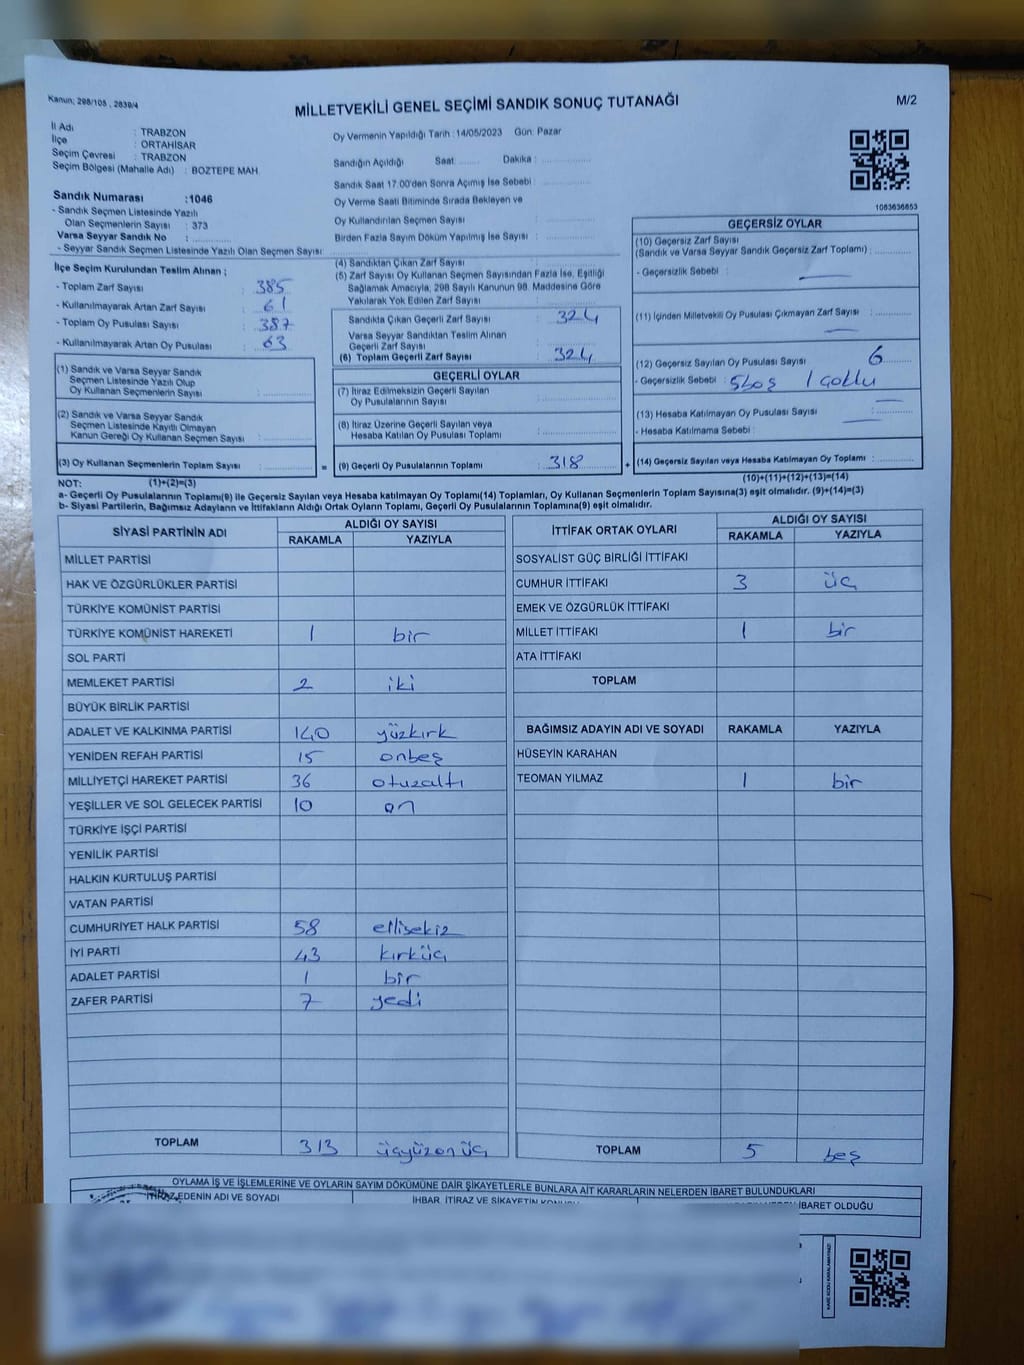 Kanun; 298/105 , 2839/4
MİLLETVEKİLİ GENEL SEÇİMİ SANDIK SONUÇ TUTANAĞI
M/2
İl Adı : TRABZON
İlçe : ORTAHİSAR
Seçim Çevresi : TRABZON
Seçim Bölgesi (Mahalle Adı) : BOZTEPE MAH.
Sandık Numarası :1046
- Sandık Seçmen Listesinde Yazılı
Olan Seçmenlerin Sayısı : 373
Varsa Seyyar Sandık No :
- Seyyar Sandık Seçmen Listesinde Yazılı Olan Seçmen Sayısı :
Oy Vermenin Yapıldığı Tarih :14/05/2023 Gün: Pazar
Sandığın Açıldığı Saat ....... Dakika :
Sandık Saat 17.00'den Sonra Açımış İse Sebebi :
Oy Verme Saati Bitiminde Sırada Bekleyen ve
Oy Kullandırılan Seçmen Sayısı :
Birden Fazla Sayım Döküm Yapılmış İse Sayısı :
1083636853
İlçe Seçim Kurulundan Teslim Alınan ;
- Toplam Zarf Sayısı : 385
- Kullanılmayarak Artan Zarf Sayısı : 61
- Toplam Oy Pusulası Sayısı : 387
- Kullanılmayarak Artan Oy Pusulası : 63
(4) Sandıktan Çıkan Zarf Sayısı :
(5) Zarf Sayısı Oy Kullanan Seçmen Sayısından Fazla İse, Eşitliği
Sağlamak Amacıyla, 298 Sayılı Kanunun 98. Maddesine Göre
Yakılarak Yok Edilen Zarf Sayısı :
Sandıkta Çıkan Geçerli Zarf Sayısı : 324
Varsa Seyyar Sandıktan Teslim Alınan
Geçerli Zarf Sayısı :
(6) Toplam Geçerli Zarf Sayısı : 324
GEÇERSİZ OYLAR
(10) Geçersiz Zarf Sayısı
(Sandık ve Varsa Seyyar Sandık Geçersiz Zarf Toplamı) :
- Geçersizlik Sebebi :
(11) İçinden Milletvekili Oy Pusulası Çıkmayan Zarf Sayısı :
(12) Geçersiz Sayılan Oy Pusulası Sayısı : 6
- Geçersizlik Sebebi : 5 boş 1 çoklu
(13) Hesaba Katılmayan Oy Pusulası Sayısı :
- Hesaba Katılmama Sebebi :
(14) Geçersiz Sayılan veya Hesaba Katılmayan Oy Toplamı :
(10)+(11)+(12)+(13)=(14)
(1) Sandık ve Varsa Seyyar Sandık
Seçmen Listesinde Yazılı Olup
Oy Kullanan Seçmenlerin Sayısı :
(2) Sandık ve Varsa Seyyar Sandık
Seçmen Listesinde Kayıtlı Olmayan
Kanun Gereği Oy Kullanan Seçmen Sayısı :
(3) Oy Kullanan Seçmenlerin Toplam Sayısı : =
GEÇERLİ OYLAR
(7) İtiraz Edilmeksizin Geçerli Sayılan
Oy Pusulalarının Sayısı :
(8) İtiraz Üzerine Geçerli Sayılan veya
Hesaba Katılan Oy Pusulası Toplamı :
(9) Geçerli Oy Pusulalarının Toplamı : 318 +
NOT: (1)+(2)=(3)
a- Geçerli Oy Pusulalarının Toplamı(9) ile Geçersiz Sayılan veya Hesaba katılmayan Oy Toplamı(14) Toplamları, Oy Kullanan Seçmenlerin Toplam Sayısına(3) eşit olmalıdır. (9)+(14)=(3)
b- Siyasi Partilerin, Bağımsız Adayların ve İttifakların Aldığı Ortak Oyların Toplamı, Geçerli Oy Pusulalarının Toplamına(9) eşit olmalıdır.
SİYASİ PARTİNİN ADI ALDIĞI OY SAYISI
RAKAMLA YAZIYLA
MİLLET PARTİSİ
HAK VE ÖZGÜRLÜKLER PARTİSİ
TÜRKİYE KOMÜNİST PARTİSİ
TÜRKİYE KOMÜNİST HAREKETİ 1 bir
SOL PARTİ
MEMLEKET PARTİSİ 2 iki
BÜYÜK BİRLİK PARTİSİ
ADALET VE KALKINMA PARTİSİ 140 yüzkırk
YENİDEN REFAH PARTİSİ 15 onbeş
MİLLİYETÇİ HAREKET PARTİSİ 36 otuzaltı
YEŞİLLER VE SOL GELECEK PARTİSİ 10 on
TÜRKİYE İŞÇİ PARTİSİ
YENİLİK PARTİSİ
HALKIN KURTULUŞ PARTİSİ
VATAN PARTİSİ
CUMHURİYET HALK PARTİSİ 58 ellisekiz
İYİ PARTİ 43 kırküç
ADALET PARTİSİ 1 bir
ZAFER PARTİSİ 7 yedi
TOPLAM 313 üçyüzonüç
İTTİFAK ORTAK OYLARI ALDIĞI OY SAYISI
RAKAMLA YAZIYLA
SOSYALİST GÜÇ BİRLİĞİ İTTİFAKI
CUMHUR İTTİFAKI 3 üç
EMEK VE ÖZGÜRLÜK İTTİFAKI
MİLLET İTTİFAKI 1 bir
ATA İTTİFAKI
TOPLAM
BAĞIMSIZ ADAYIN ADI VE SOYADI RAKAMLA YAZIYLA
HÜSEYİN KARAHAN
TEOMAN YILMAZ 1 bir
TOPLAM 5 beş
OYLAMA İŞ VE İŞLEMLERİNE VE OYLARIN SAYIM DÖKÜMÜNE DAİR ŞİKAYETLERLE BUNLARA AİT KARARLARIN NELERDEN İBARET BULUNDUKLARI
İTİRAZ EDENİN ADI VE SOYADI İHBAR, İTİRAZ VE ŞİKAYETİN KONUSU İBARET OLDUĞU